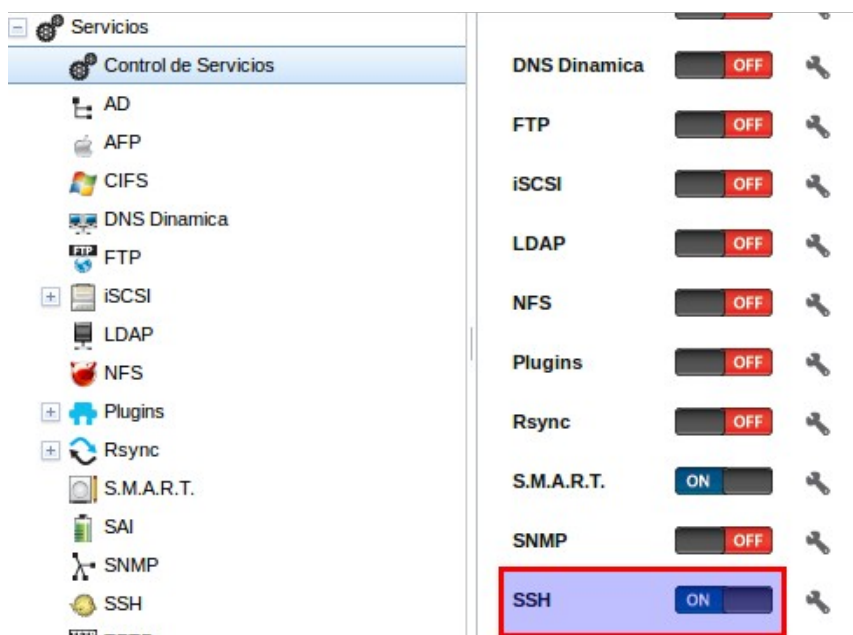 Servicios
Control de Servicios
AD
AFP
CIFS
DNS Dinamica
FTP
FTP
iSCSI
LDAP
NFS
Plugins
Rsync
S.M.A.R.T.
SAI
SNMP
SSH
DNS Dinamica OFF
FTP OFF
iSCSI OFF
LDAP OFF
NFS OFF
Plugins OFF
Rsync OFF
S.M.A.R.T. ON
SNMP OFF
SSH ON